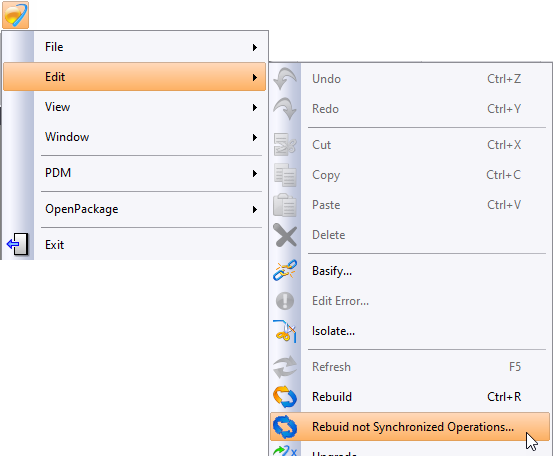 File
Edit
View
Window
PDM
OpenPackage
Exit
Undo Ctrl+Z
Redo Ctrl+Y
Cut Ctrl+X
Copy Ctrl+C
Paste Ctrl+V
Delete
Basify...
Edit Error...
Isolate...
Refresh F5
Rebuild Ctrl+R
Rebuid not Synchronized Operations...